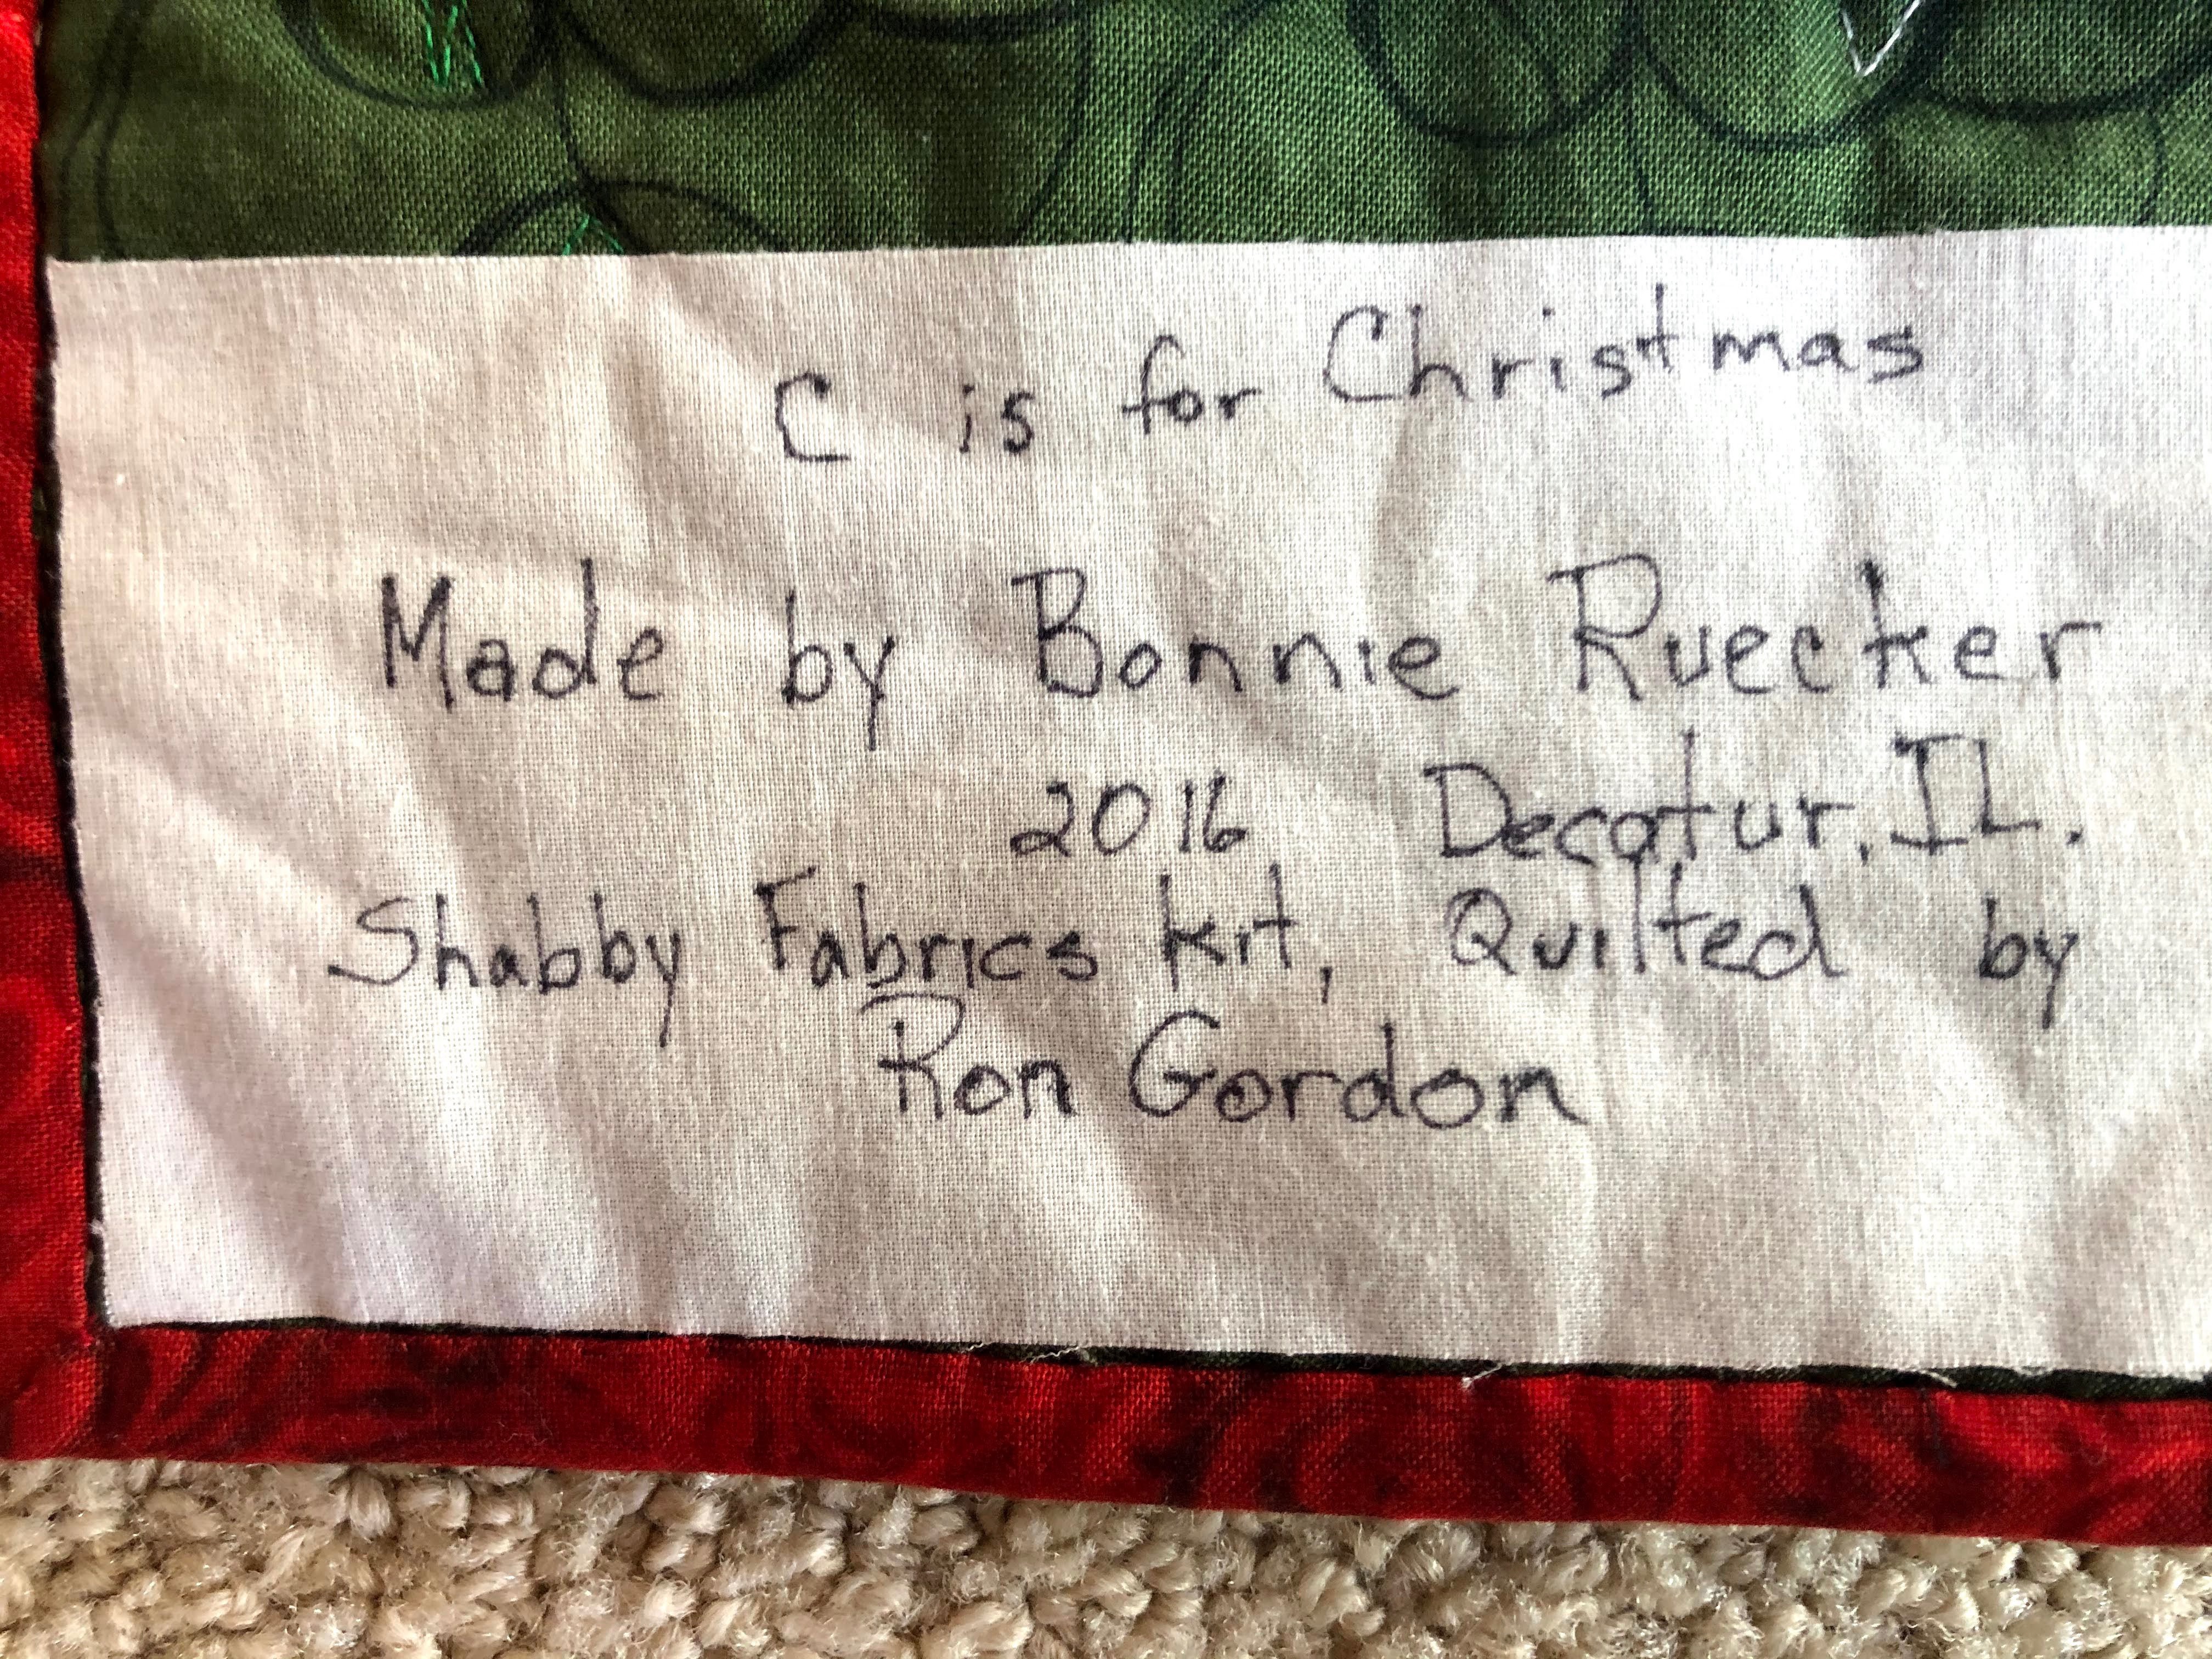 C is for Christmas
Made by Bonnie Ruecker
2016 Decatur, IL.
Shabby Fabrics Kit, Quilted by
Ron Gordon